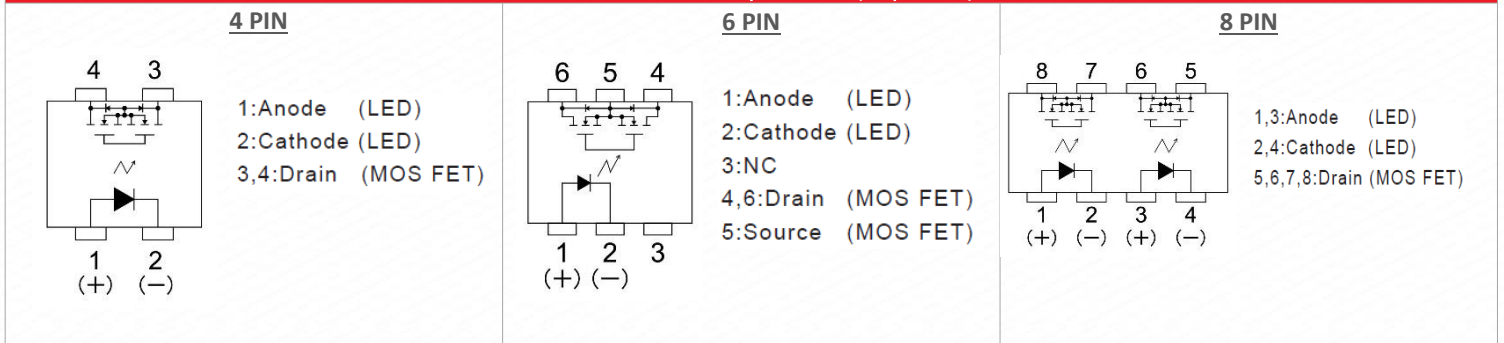 4 PIN
4 3
1:Anode (LED)
2:Cathode (LED)
3,4:Drain (MOS FET)
1 2
(+) (−)
6 PIN
6 5 4
1:Anode (LED)
2:Cathode (LED)
3:NC
4,6:Drain (MOS FET)
5:Source (MOS FET)
1 2 3
(+) (−)
8 PIN
8 7 6 5
1,3:Anode (LED)
2,4:Cathode (LED)
5,6,7,8:Drain (MOS FET)
1 2 3 4
(+) (−) (+) (−)